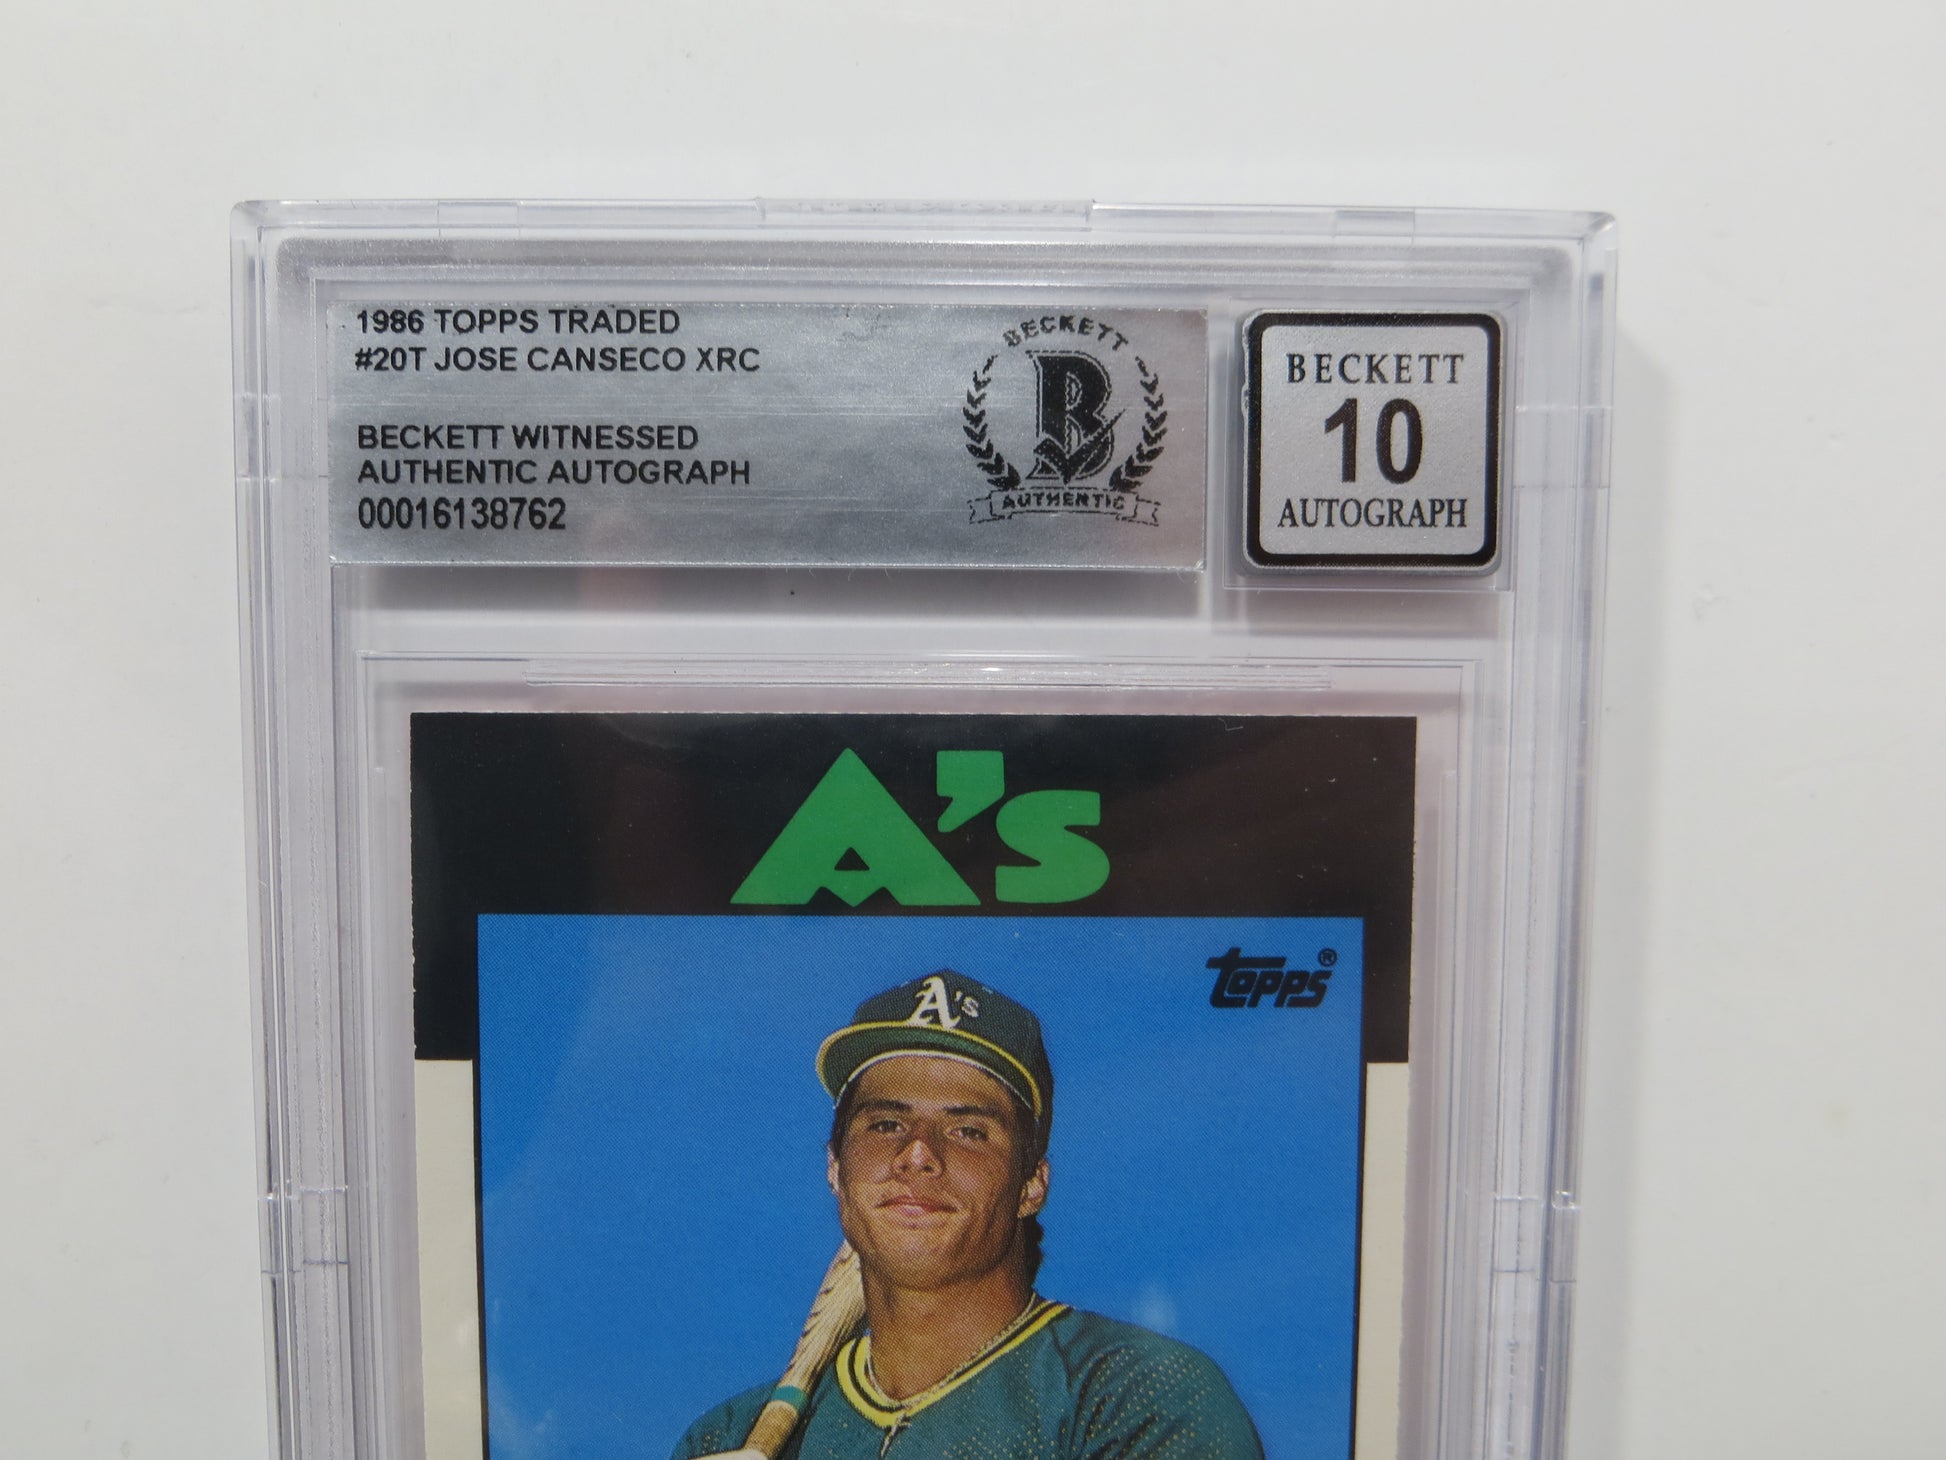 1986 TOPPS TRADED
#20T JOSE CANSECO XRC
BECKETT WITNESSED
AUTHENTIC AUTOGRAPH
00016138762
BECKETT
B
AUTHENTIC
BECKETT
10
AUTOGRAPH
A's
topps®
A's